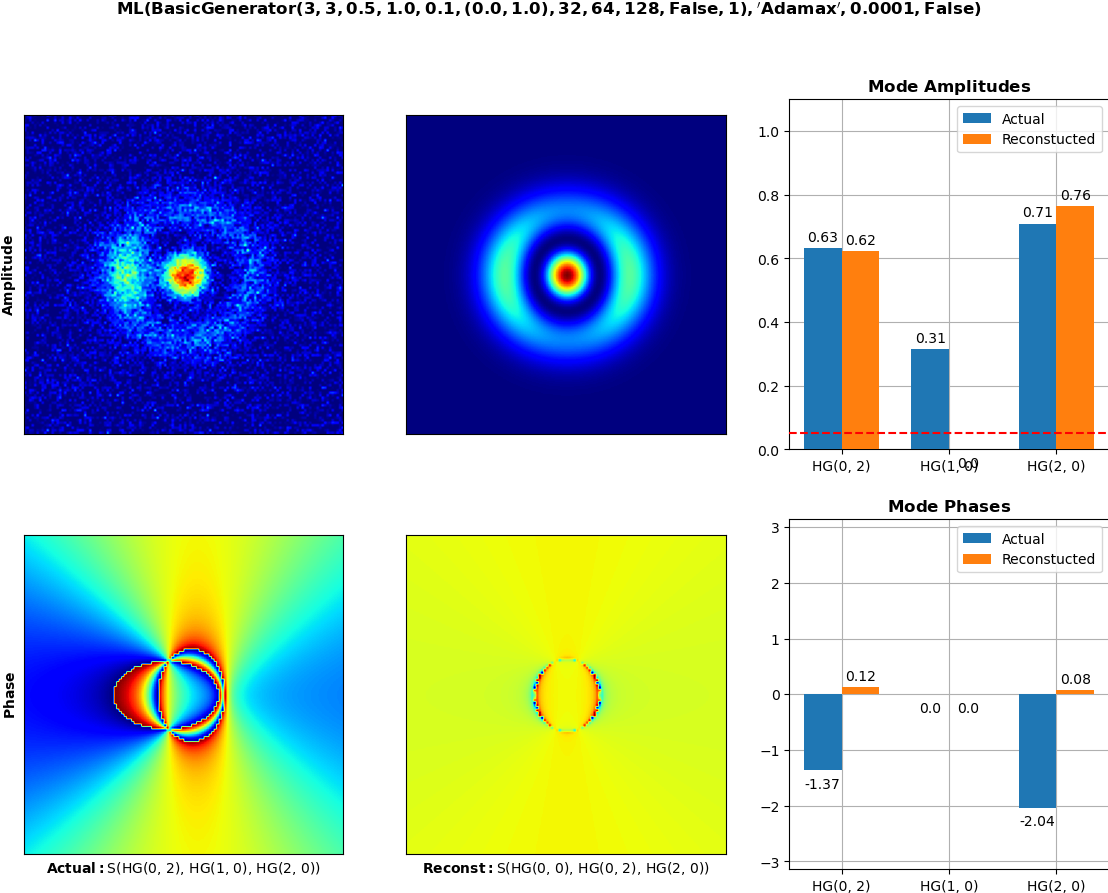 ML(BasicGenerator(3, 3, 0.5, 1.0, 0.1, (0.0, 1.0), 32, 64, 128, False, 1), ′Adamax′, 0.0001, False)
Amplitude
Mode Amplitudes
Actual
Reconstucted
1.0
0.8
0.6
0.4
0.2
0.0
0.63
0.62
0.31
0.0
0.71
0.76
HG(0, 2)
HG(1, 0)
HG(2, 0)
Phase
Actual: S(HG(0, 2), HG(1, 0), HG(2, 0))
Reconst: S(HG(0, 0), HG(0, 2), HG(2, 0))
Mode Phases
Actual
Reconstucted
3
2
1
0
−1
−2
−3
-1.37
0.12
0.0
0.0
-2.04
0.08
HG(0, 2)
HG(1, 0)
HG(2, 0)